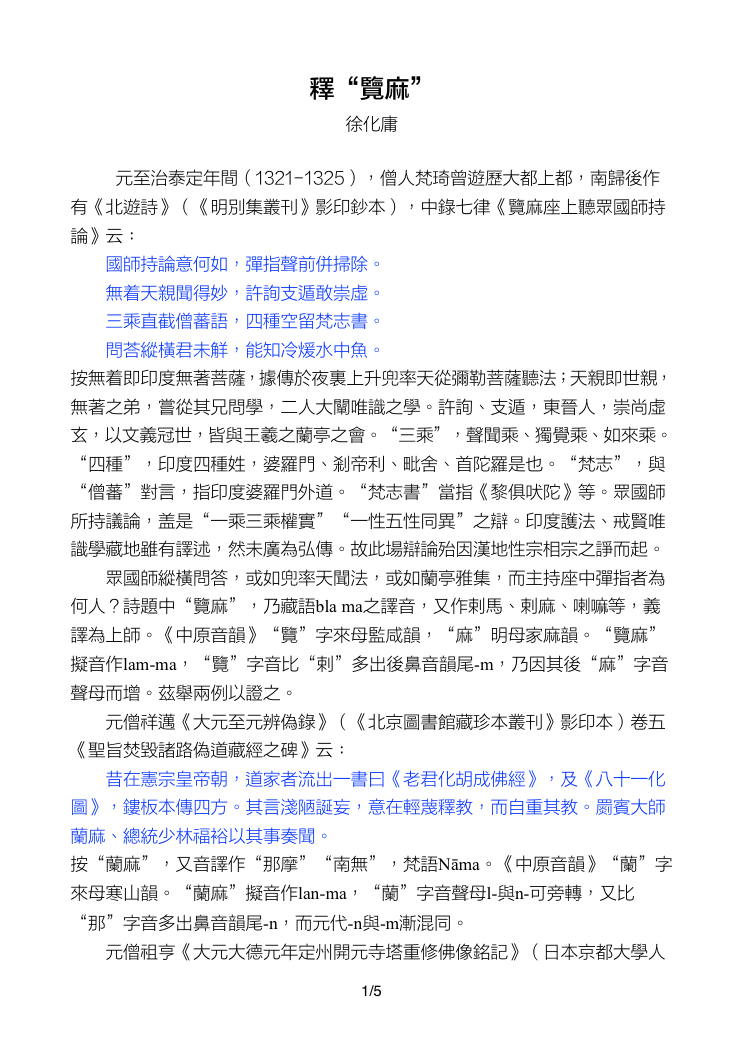 釋“覽麻”
徐化庸
元至治泰定年間（1321-1325），僧人梵琦曾遊歷大都上都，南歸後作
有《北遊詩》（《明別集叢刊》影印鈔本），中錄七律《覽麻座上聽眾國師持
論》云：
國師持論意何如，彈指聲前併掃除。
無着天親聞得妙，許詢支遁敢崇虛。
三乘直截僧蕃語，四種空留梵志書。
問答縱橫君未解，能知冷煖水中魚。
按無着即印度無著菩薩，據傳於夜裏上升兜率天從彌勒菩薩聽法；天親即世親，
無著之弟，嘗從其兄問學，二人大闡唯識之學。許詢、支遁，東晉人，崇尚虛
玄，以文義冠世，皆與王羲之蘭亭之會。“三乘”，聲聞乘、獨覺乘、如來乘。
“四種”，印度四種姓，婆羅門、剎帝利、毗舍、首陀羅是也。“梵志”，與
“僧蕃”對言，指印度婆羅門外道。“梵志書”當指《黎俱吠陀》等。眾國師
所持議論，盖是“一乘三乘權實”“一性五性同異”之辯。印度護法、戒賢唯
識學藏地雖有譯述，然未廣為弘傳。故此場辯論殆因漢地性宗相宗之諍而起。
眾國師縱橫問答，或如兜率天聞法，或如蘭亭雅集，而主持座中彈指者為
何人？詩題中“覽麻”，乃藏語bla ma之譯音，又作剌馬、剌麻、喇嘛等，義
譯為上師。《中原音韻》“覽”字來母監咸韻，“麻”明母家麻韻。“覽麻”
擬音作lam-ma，“覽”字音比“剌”多出後鼻音韻尾-m，乃因其後“麻”字音
聲母而增。茲舉兩例以證之。
元僧祥邁《大元至元辨偽錄》（《北京圖書館藏珍本叢刊》影印本）卷五
《聖旨焚毀諸路偽道藏經之碑》云：
昔在憲宗皇帝朝，道家者流出一書曰《老君化胡成佛經》，及《八十一化
圖》，鏤板本傳四方。其言淺陋誕妄，意在輕蔑釋教，而自重其教。罽賓大師
蘭麻、總統少林福裕以其事奏聞。
按“蘭麻”，又音譯作“那摩”“南無”，梵語Nāma。《中原音韻》“蘭”字
來母寒山韻。“蘭麻”擬音作lan-ma，“蘭”字音聲母l-與n-可旁轉，又比
“那”字音多出鼻音韻尾-n，而元代-n與-m漸混同。
元僧祖亨《大元大德元年定州開元寺塔重修佛像銘記》（日本京都大學人
1/5